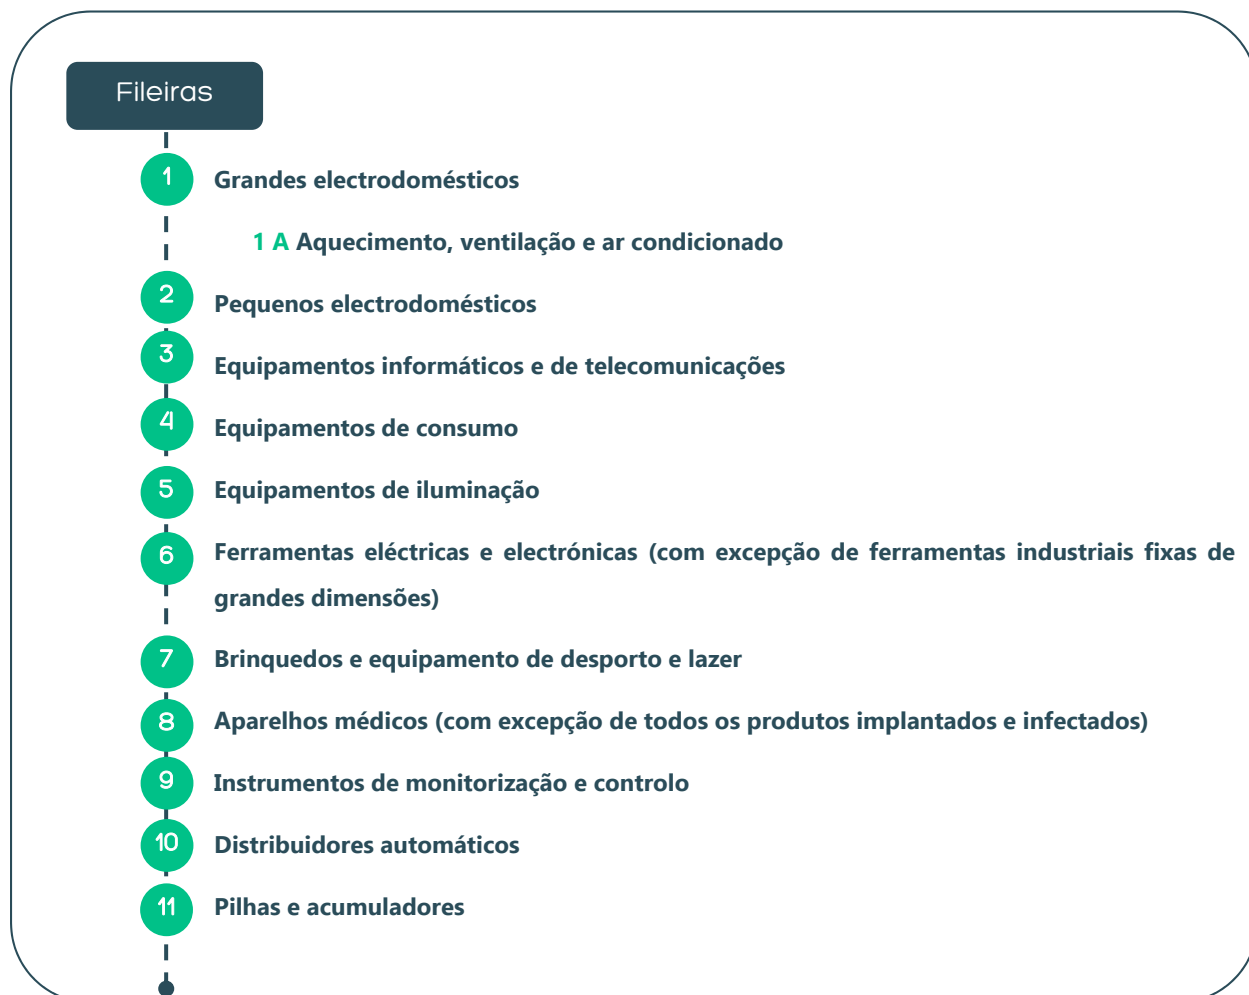 Fileiras
1 Grandes electrodomésticos
1 A Aquecimento, ventilação e ar condicionado
2 Pequenos electrodomésticos
3 Equipamentos informáticos e de telecomunicações
4 Equipamentos de consumo
5 Equipamentos de iluminação
6 Ferramentas eléctricas e electrónicas (com excepção de ferramentas industriais fixas de
grandes dimensões)
7 Brinquedos e equipamento de desporto e lazer
8 Aparelhos médicos (com excepção de todos os produtos implantados e infectados)
9 Instrumentos de monitorização e controlo
10 Distribuidores automáticos
11 Pilhas e acumuladores